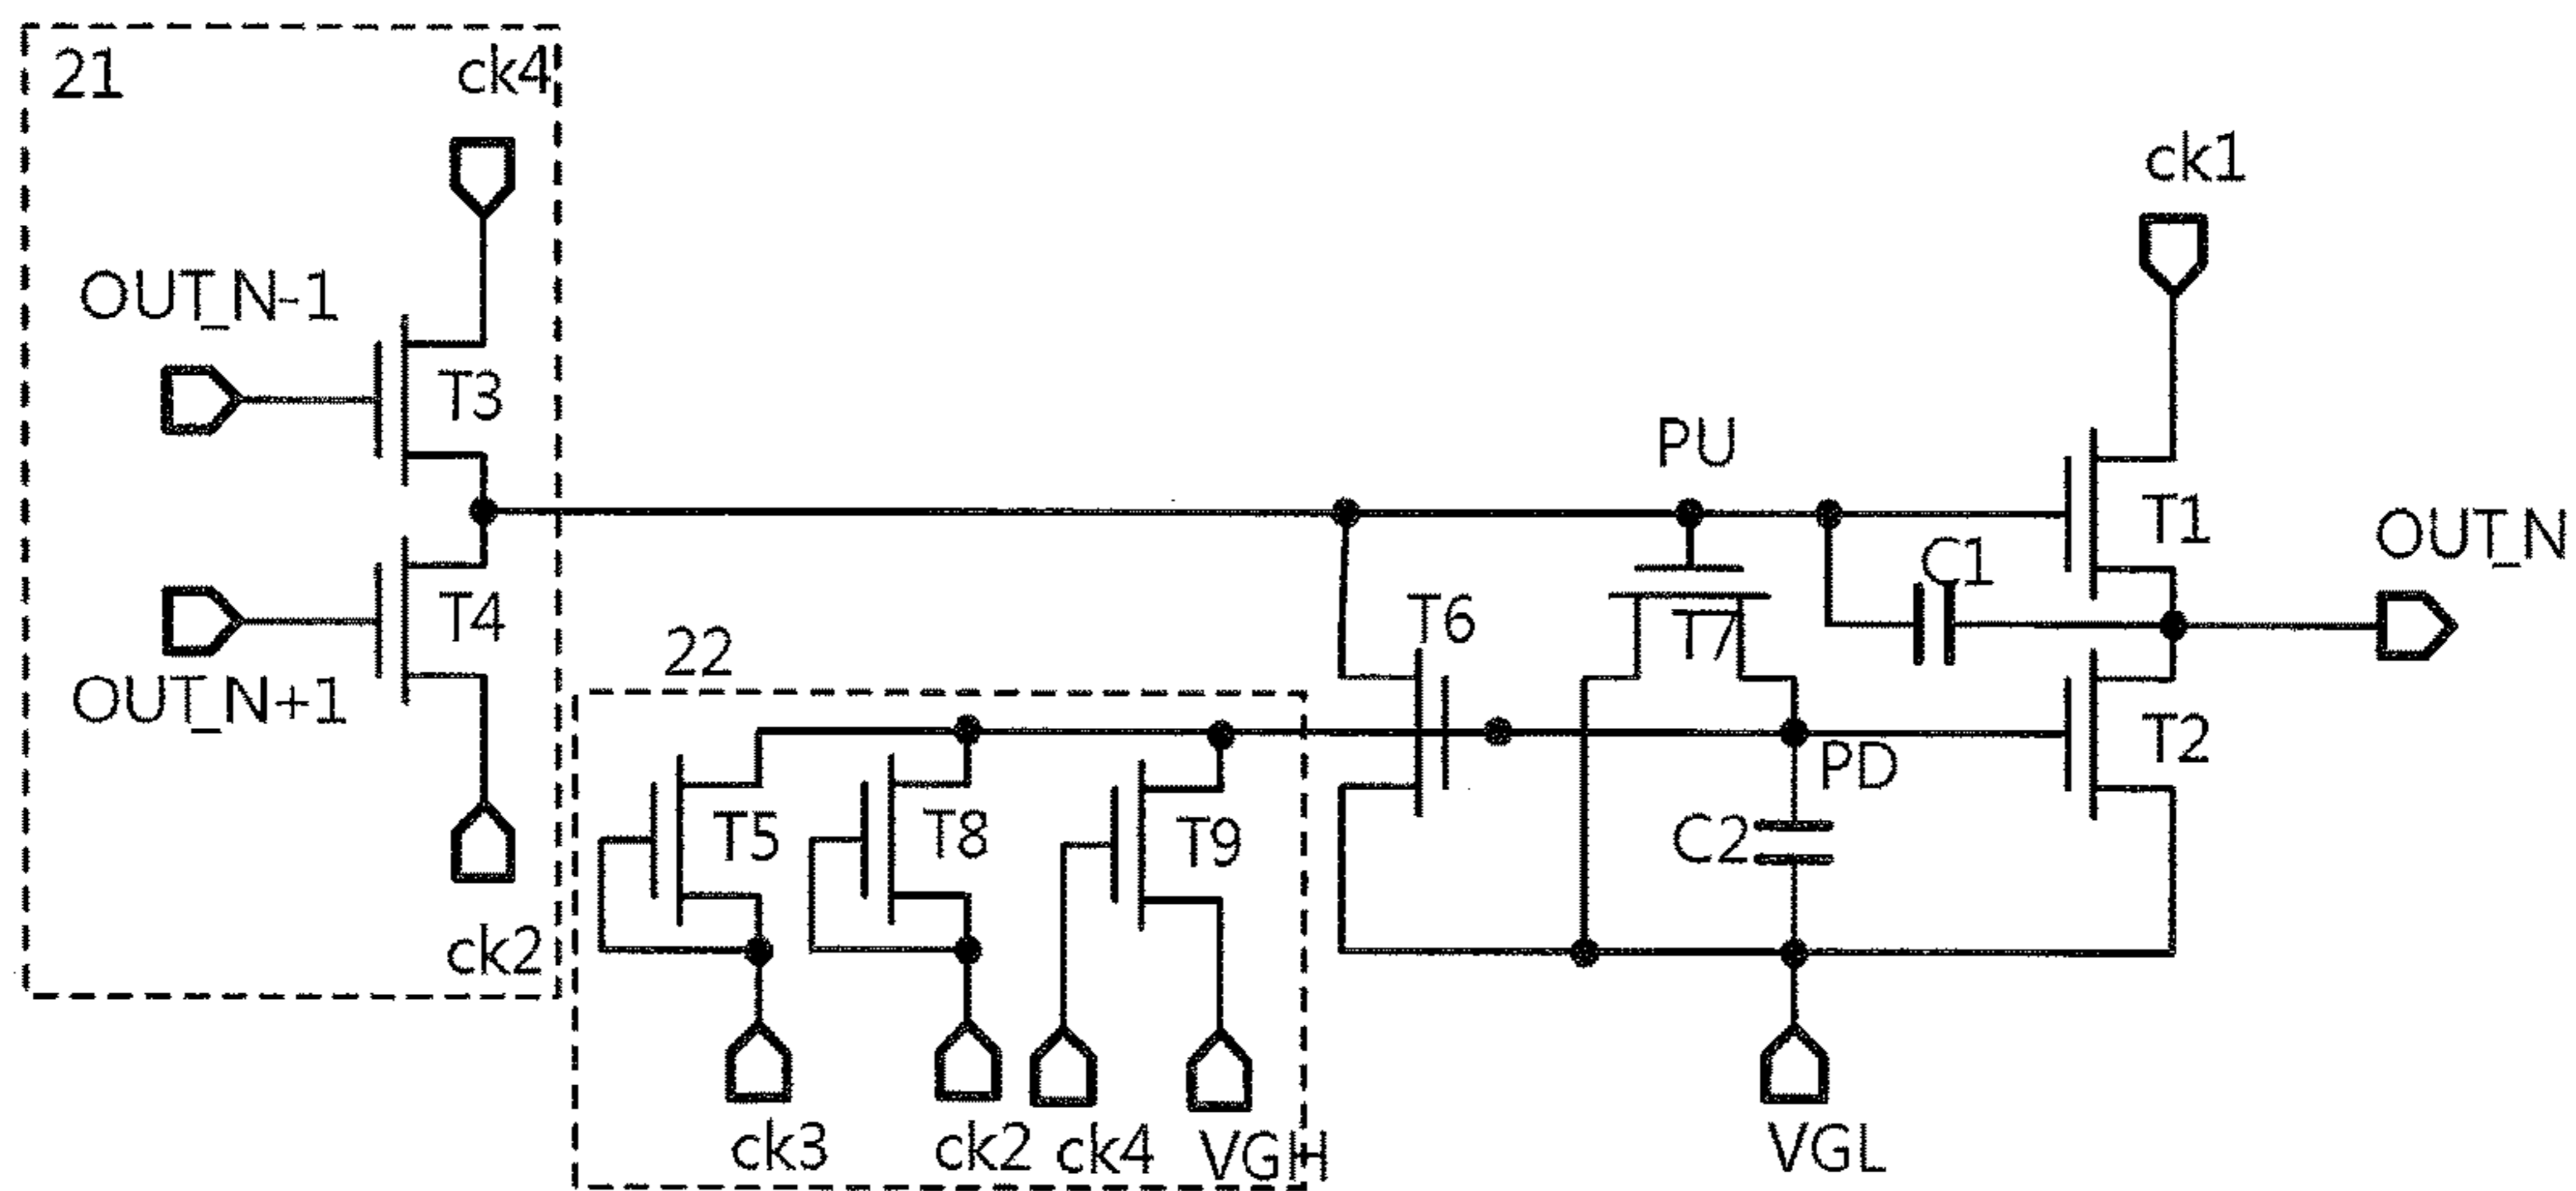 21
ck4
ck1
OUT_N-1
T3
PU
T1
OUT_N
C1
T4
T6
T7
OUT_N+1
22
T2
PD
T5
T8
T9
C2
ck2
ck3
ck2
ck4
VGH
VGL